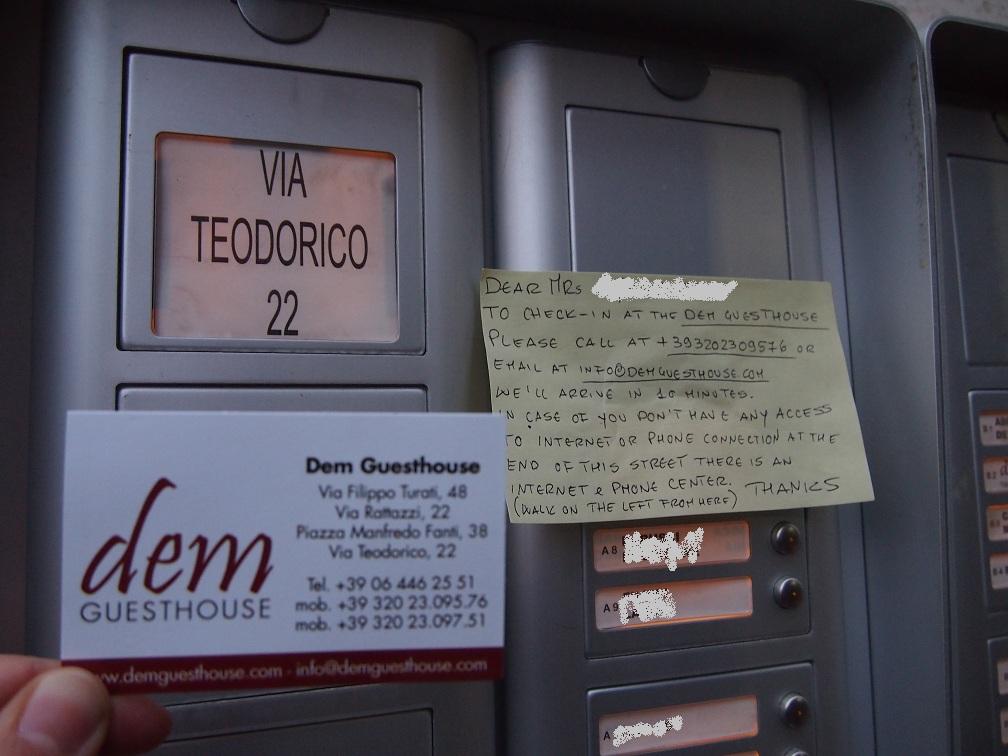 VIA
TEODORICO
22
DEAR MRS
TO CHECK-IN AT THE DEM GUESTHOUSE
PLEASE CALL AT +393202309576 OR
EMAIL AT INFO@DEMGUESTHOUSE.COM
WE'LL ARRIVE IN 10 MINUTES.
IN CASE OF YOU DON'T HAVE ANY ACCESS
TO INTERNET OR PHONE CONNECTION AT THE
END OF THIS STREET THERE IS AN
INTERNET & PHONE CENTER. THANKS
(WALK ON THE LEFT FROM HERE)
dem
GUESTHOUSE
Dem Guesthouse
Via Filippo Turati, 48
Via Rattazzi, 22
Piazza Manfredo Fanti, 38
Via Teodorico, 22
Tel. +39 06 446 25 51
mob. +39 320 23.095.76
mob. +39 320 23.097.51
www.demguesthouse.com - info@demguesthouse.com
A8
A9